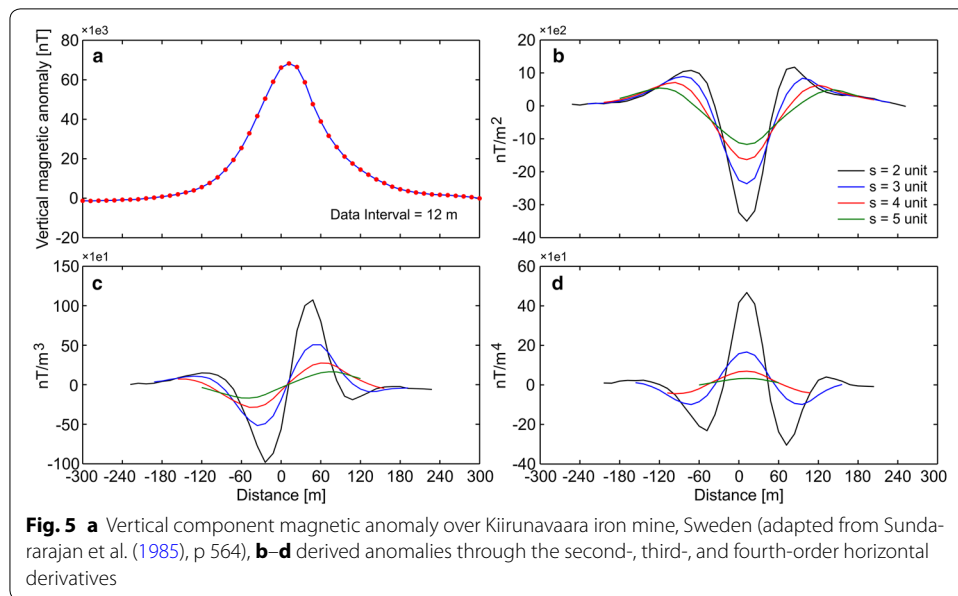 ×10e3
80
60
40
20
0
-20
Vertical magnetic anomaly [nT]
a
Data Interval = 12 m
×10e2
20
10
0
-10
-20
-30
-40
nT/m2
b
s = 2 unit
s = 3 unit
s = 4 unit
s = 5 unit
×10e1
150
100
50
0
-50
-100
nT/m3
c
-300 -240 -180 -120 -60 0 60 120 180 240 300
Distance [m]
×10e1
60
40
20
0
-20
-40
nT/m4
d
-300 -240 -180 -120 -60 0 60 120 180 240 300
Distance [m]
Fig. 5 a Vertical component magnetic anomaly over Kiirunavaara iron mine, Sweden (adapted from Sunda-
rarajan et al. (1985), p 564), b–d derived anomalies through the second-, third-, and fourth-order horizontal
derivatives